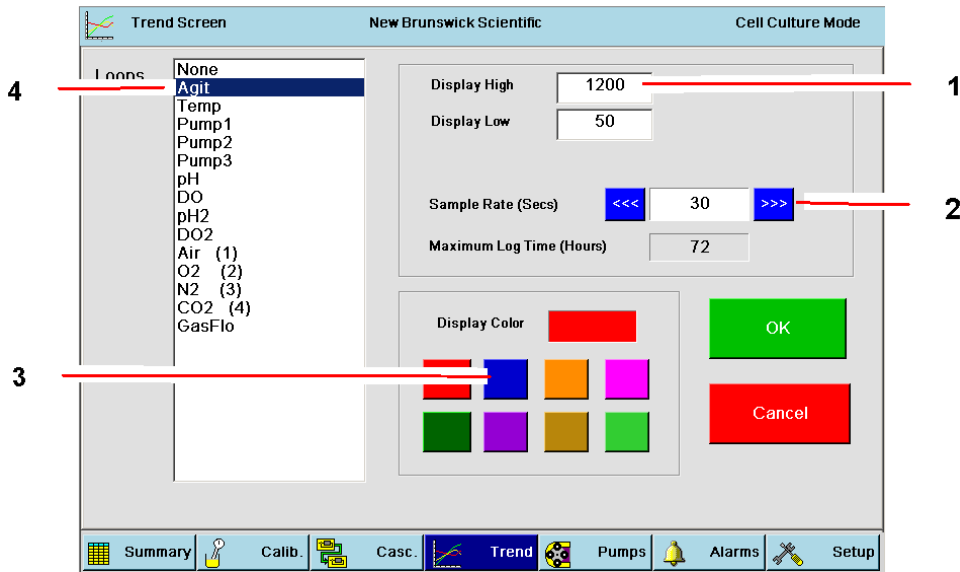 Trend Screen New Brunswick Scientific Cell Culture Mode
Loops
None
Agit
Temp
Pump1
Pump2
Pump3
pH
DO
pH2
DO2
Air (1)
O2 (2)
N2 (3)
CO2 (4)
GasFlo
Display High 1200
Display Low 50
Sample Rate (Secs) <<< 30 >>>
Maximum Log Time (Hours) 72
Display Color
OK
Cancel
1
2
3
4
Summary Calib. Casc. Trend Pumps Alarms Setup